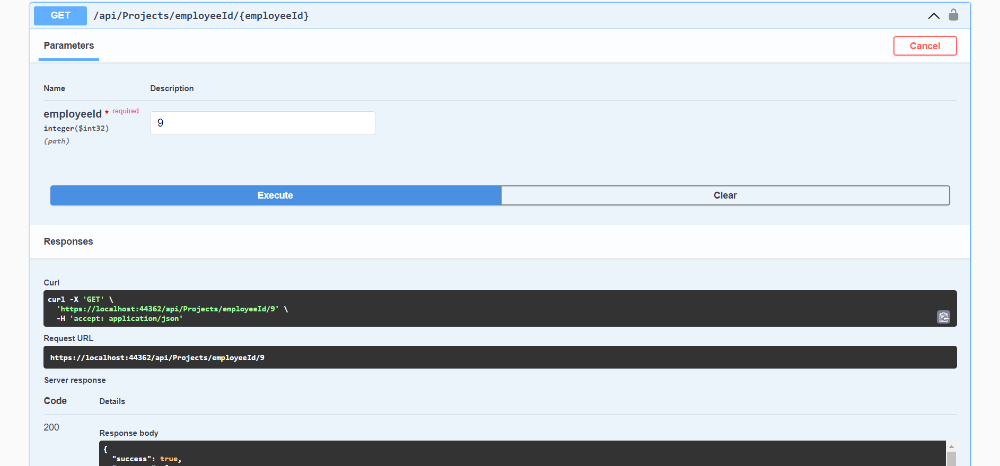 GET /api/Projects/employeeId/{employeeId}
Parameters
Cancel
Name Description
employeeId * required
integer($int32)
(path)
9
Execute Clear
Responses
Curl
curl -X 'GET' \
'https://localhost:44362/api/Projects/employeeId/9' \
-H 'accept: application/json'
Request URL
https://localhost:44362/api/Projects/employeeId/9
Server response
Code Details
200
Response body
{
"success": true,